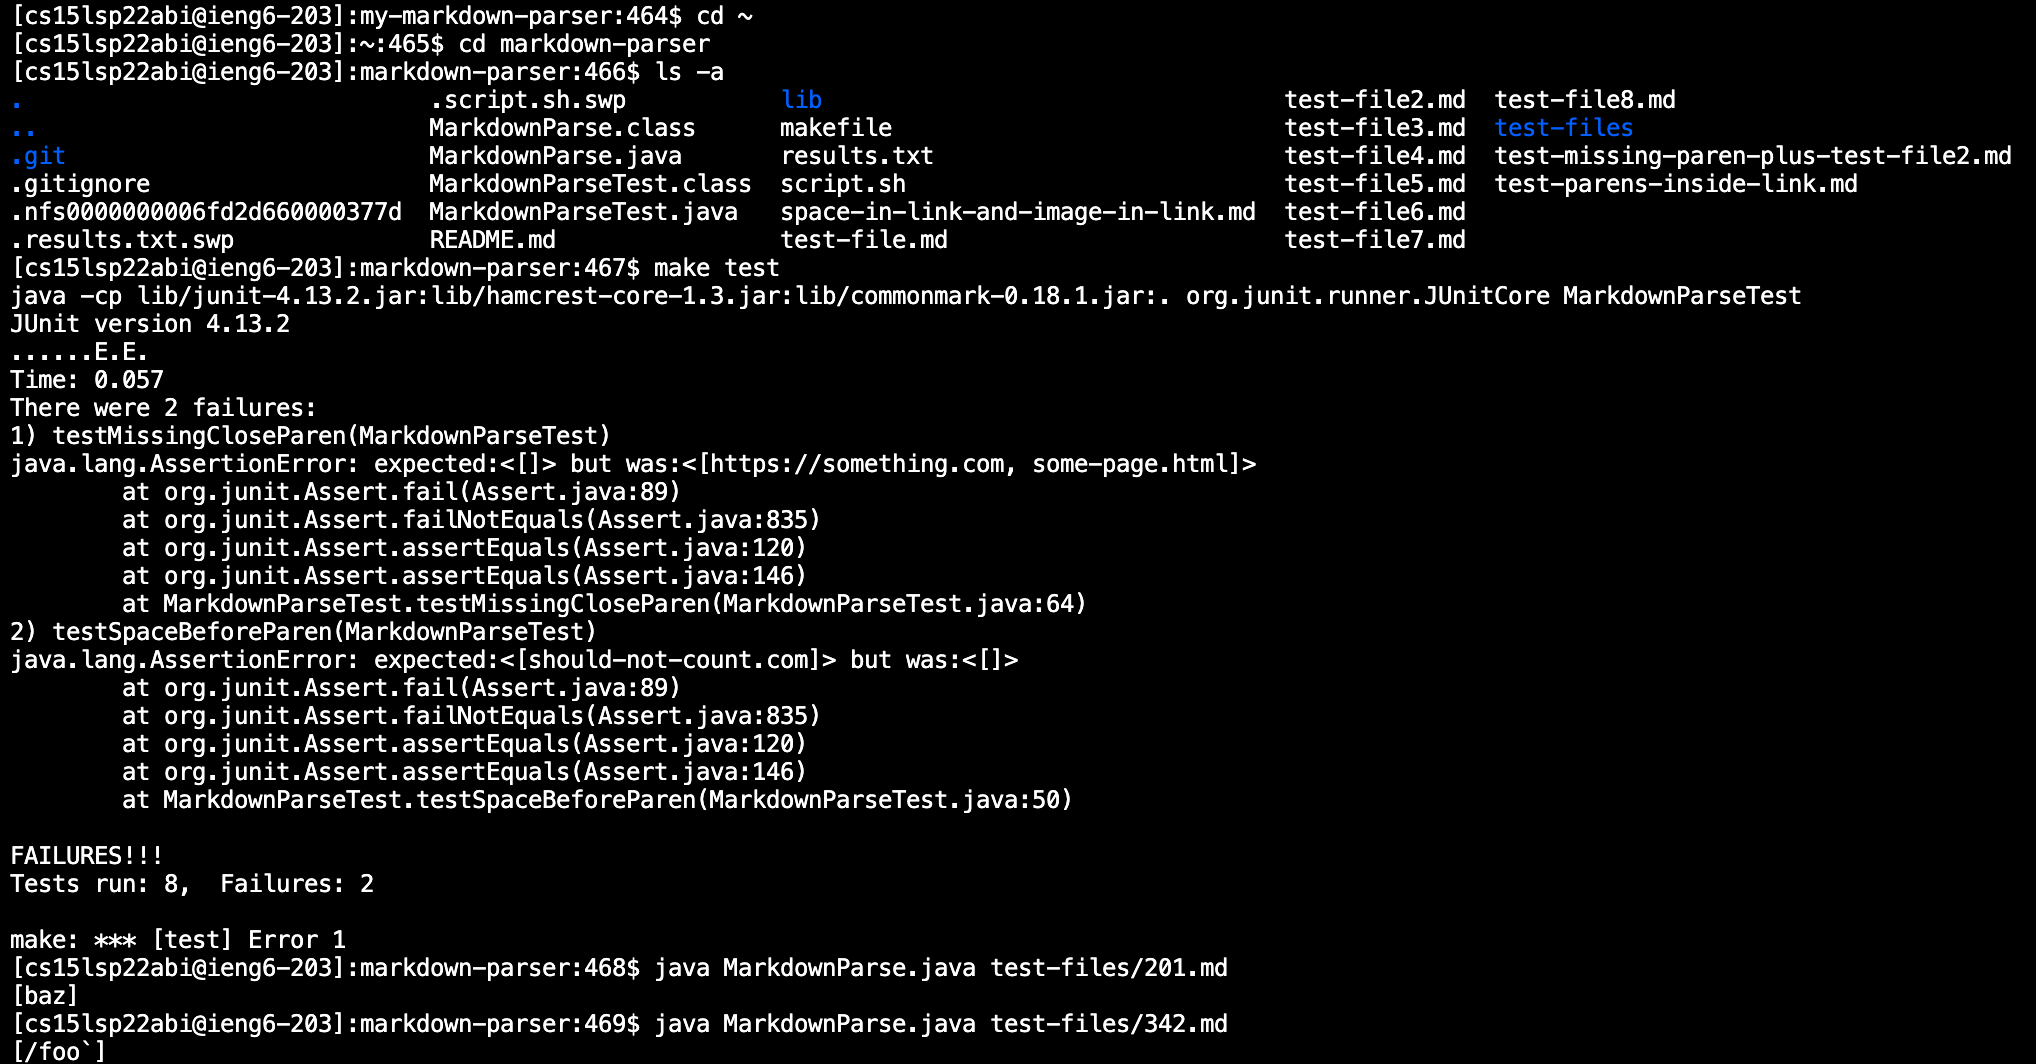 [cs15lsp22abi@ieng6-203]:my-markdown-parser:464$ cd ~
[cs15lsp22abi@ieng6-203]:~:465$ cd markdown-parser
[cs15lsp22abi@ieng6-203]:markdown-parser:466$ ls -a
.                            .script.sh.swp           lib                                 test-file2.md  test-file8.md
..                           MarkdownParse.class      makefile                            test-file3.md  test-files
.git                         MarkdownParse.java       results.txt                         test-file4.md  test-missing-paren-plus-test-file2.md
.gitignore                   MarkdownParseTest.class  script.sh                           test-file5.md  test-parens-inside-link.md
.nfs0000000006fd2d660000377d  MarkdownParseTest.java   space-in-link-and-image-in-link.md  test-file6.md
.results.txt.swp             README.md                test-file.md                        test-file7.md
[cs15lsp22abi@ieng6-203]:markdown-parser:467$ make test
java -cp lib/junit-4.13.2.jar:lib/hamcrest-core-1.3.jar:lib/commonmark-0.18.1.jar:. org.junit.runner.JUnitCore MarkdownParseTest
JUnit version 4.13.2
......E.E.
Time: 0.057
There were 2 failures:
1) testMissingCloseParen(MarkdownParseTest)
java.lang.AssertionError: expected:<[]> but was:<[https://something.com, some-page.html]>
        at org.junit.Assert.fail(Assert.java:89)
        at org.junit.Assert.failNotEquals(Assert.java:835)
        at org.junit.Assert.assertEquals(Assert.java:120)
        at org.junit.Assert.assertEquals(Assert.java:146)
        at MarkdownParseTest.testMissingCloseParen(MarkdownParseTest.java:64)
2) testSpaceBeforeParen(MarkdownParseTest)
java.lang.AssertionError: expected:<[should-not-count.com]> but was:<[]>
        at org.junit.Assert.fail(Assert.java:89)
        at org.junit.Assert.failNotEquals(Assert.java:835)
        at org.junit.Assert.assertEquals(Assert.java:120)
        at org.junit.Assert.assertEquals(Assert.java:146)
        at MarkdownParseTest.testSpaceBeforeParen(MarkdownParseTest.java:50)

FAILURES!!!
Tests run: 8,  Failures: 2

make: *** [test] Error 1
[cs15lsp22abi@ieng6-203]:markdown-parser:468$ java MarkdownParse.java test-files/201.md
[baz]
[cs15lsp22abi@ieng6-203]:markdown-parser:469$ java MarkdownParse.java test-files/342.md
[/foo`]